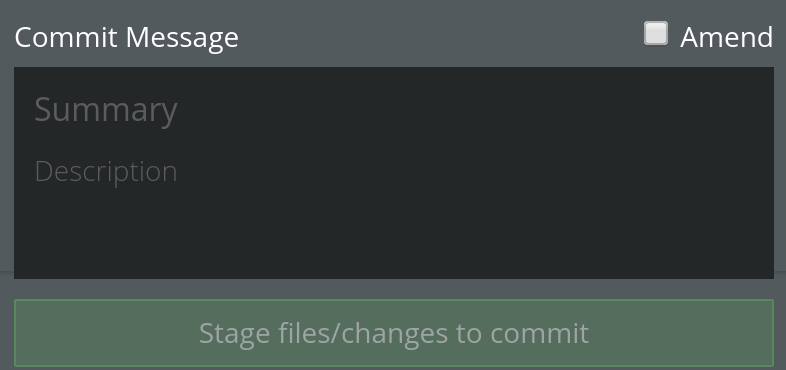 Commit Message
Amend
Summary
Description
Stage files/changes to commit